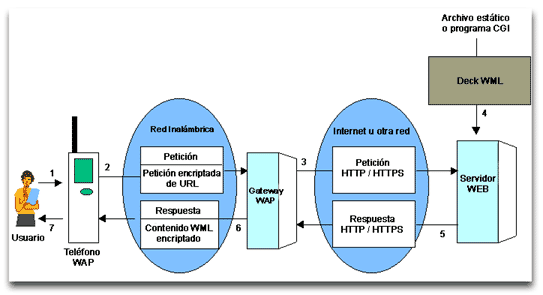 Archivo estático
o programa CGI
Deck WML
4
Red Inalámbrica
Internet u otra red
1
2
Petición
Petición encriptada
de URL
Gateway
WAP
3
Petición
HTTP / HTTPS
Servidor
WEB
Respuesta
Contenido WML
encriptado
6
Respuesta
HTTP / HTTPS
5
7
Usuario
Teléfono
WAP